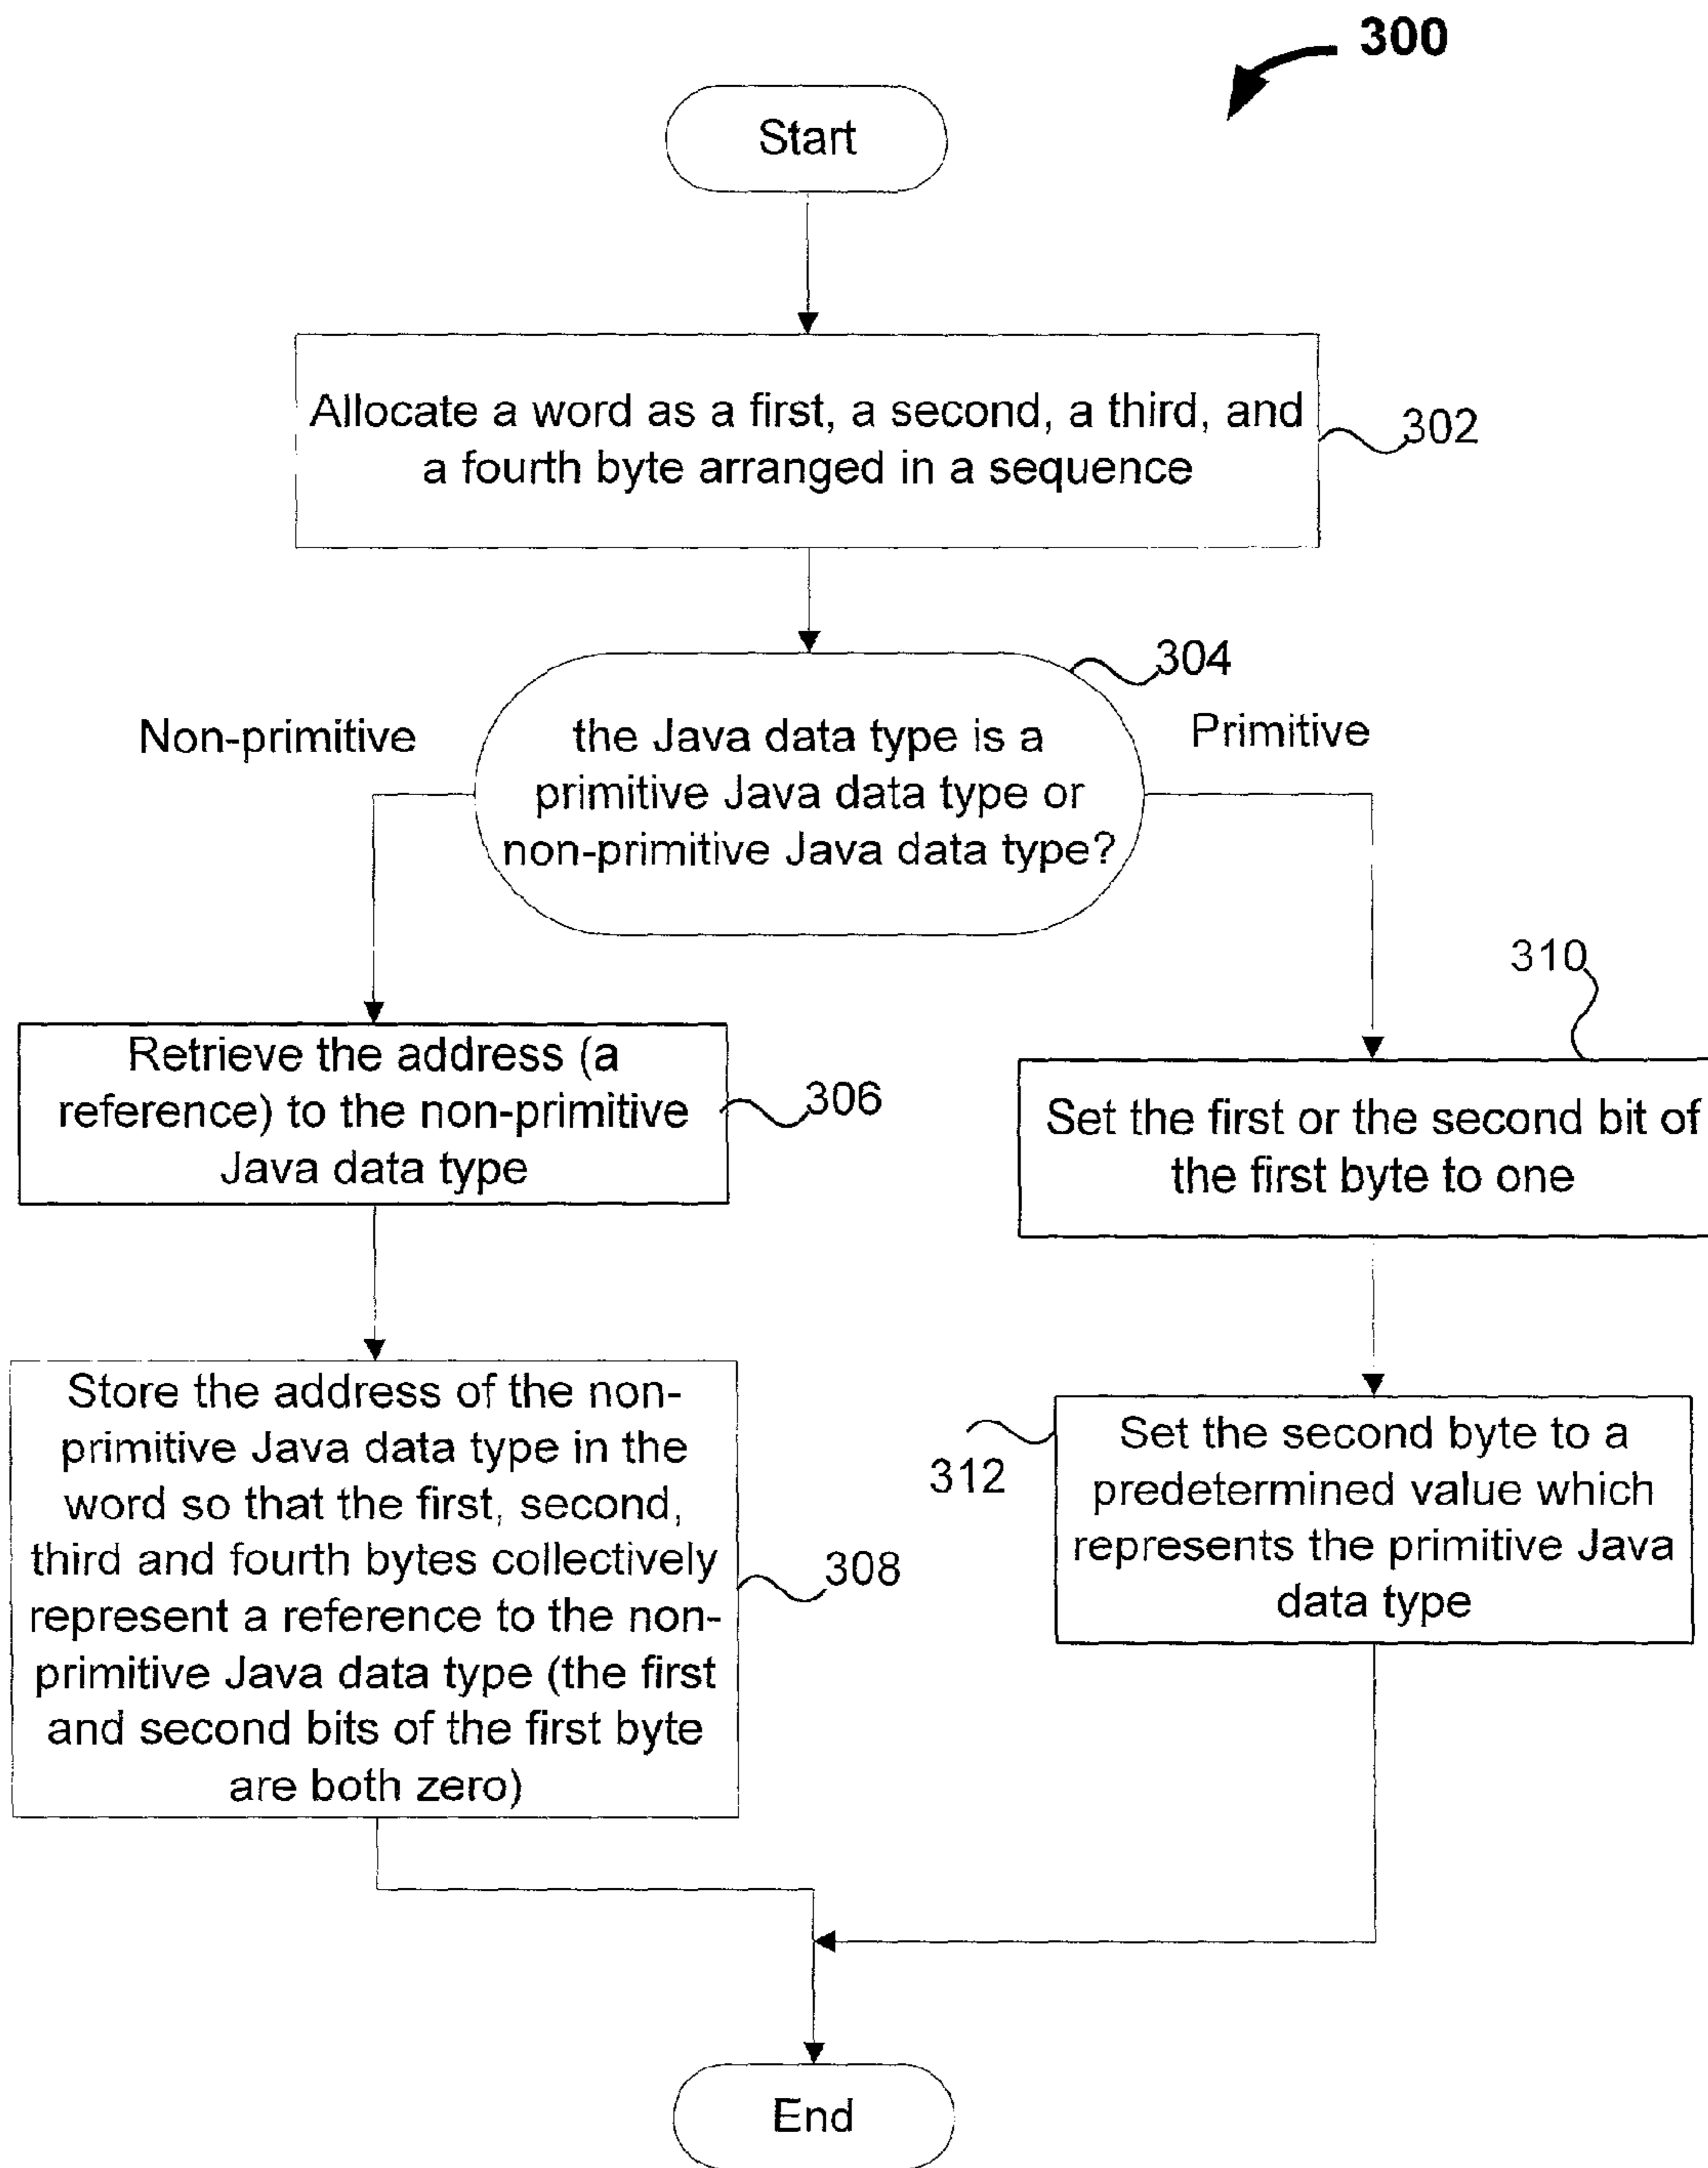 300
Start
Allocate a word as a first, a second, a third, and
a fourth byte arranged in a sequence
302
304
Non-primitive
the Java data type is a
primitive Java data type or
non-primitive Java data type?
Primitive
310
Retrieve the address (a
reference) to the non-primitive
Java data type
306
Set the first or the second bit of
the first byte to one
Store the address of the non-
primitive Java data type in the
word so that the first, second,
third and fourth bytes collectively
represent a reference to the non-
primitive Java data type (the first
and second bits of the first byte
are both zero)
308
312
Set the second byte to a
predetermined value which
represents the primitive Java
data type
End